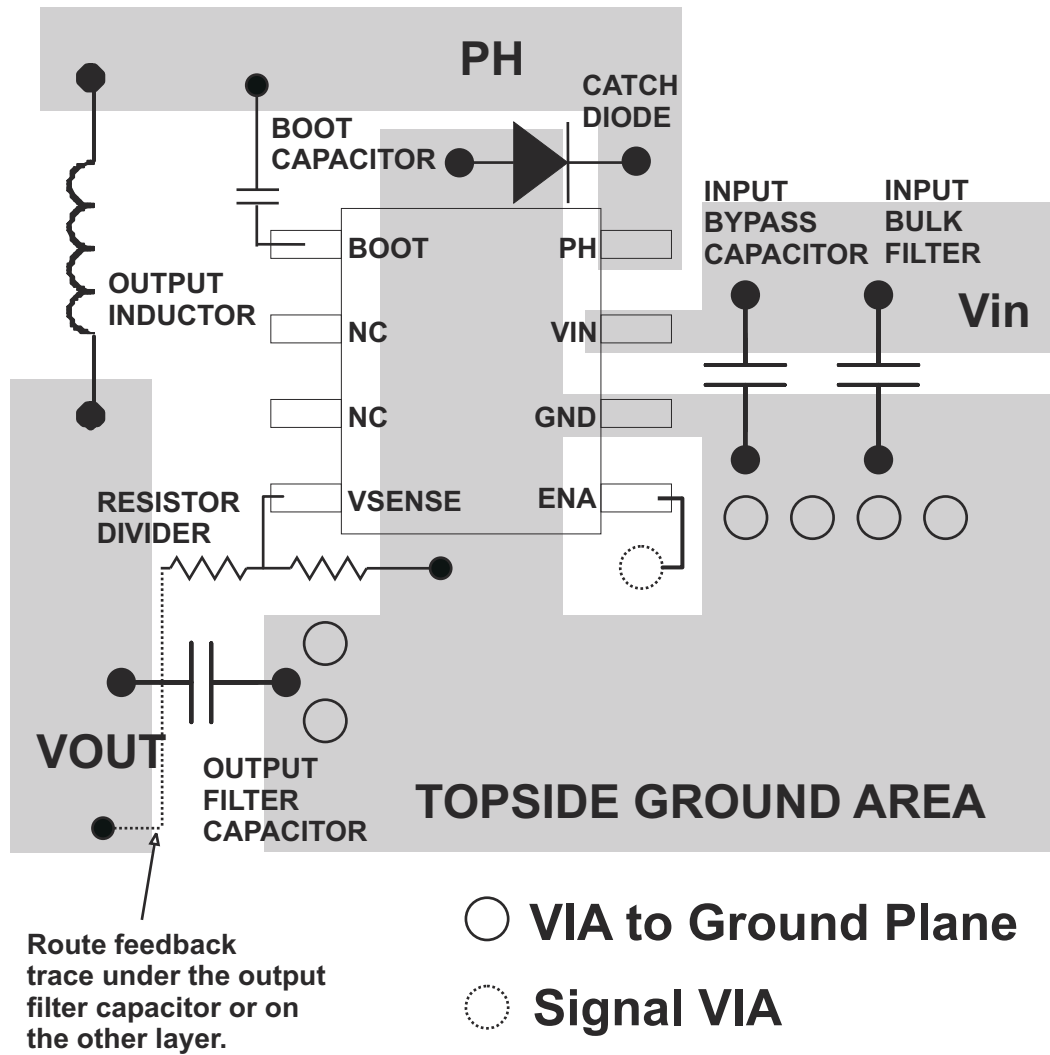 PH
CATCH
DIODE
BOOT
CAPACITOR
INPUT
BYPASS
CAPACITOR
INPUT
BULK
FILTER
BOOT
PH
OUTPUT
INDUCTOR
Vin
NC
VIN
NC
GND
RESISTOR
DIVIDER
VSENSE
ENA
VOUT
OUTPUT
FILTER
CAPACITOR
TOPSIDE GROUND AREA
Route feedback
trace under the output
filter capacitor or on
the other layer.
VIA to Ground Plane
Signal VIA